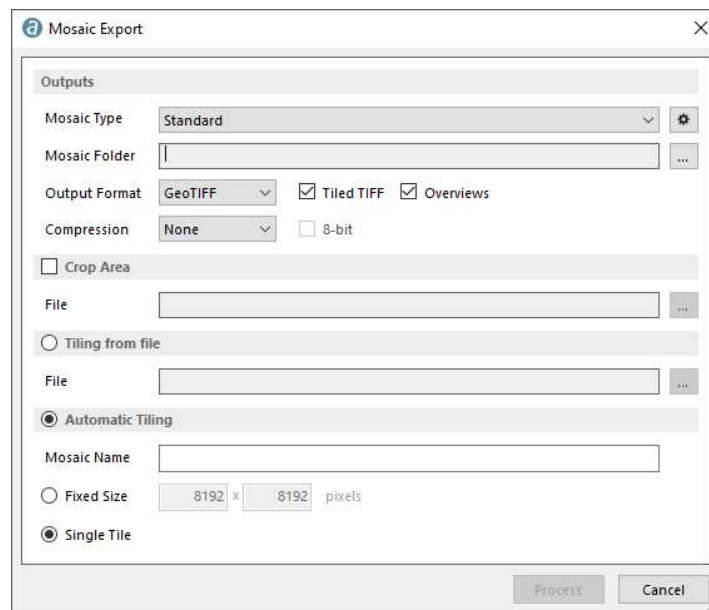 Mosaic Export
Outputs
Mosaic Type Standard
Mosaic Folder ...
Output Format GeoTIFF Tiled TIFF Overviews
Compression None 8-bit
Crop Area
File ...
Tiling from file
File ...
Automatic Tiling
Mosaic Name
Fixed Size 8192 x 8192 pixels
Single Tile
Process Cancel